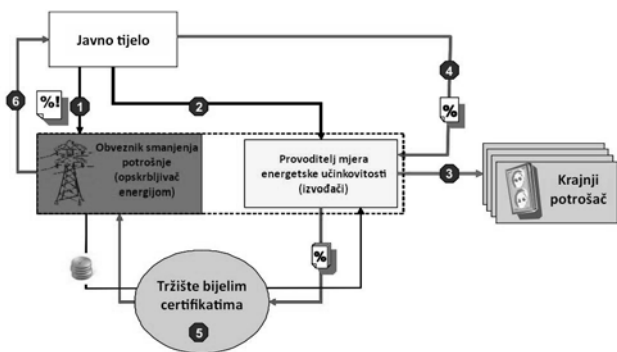 Javno tijelo
6
%!
1
2
4
%
Obveznik smanjenja
potrošnje
(opskrbljivač
energijom)
Provoditelj mjera
energetske učinkovitosti
(izvođači)
3
Krajnji
potrošač
%
Tržište bijelim
certifikatima
5